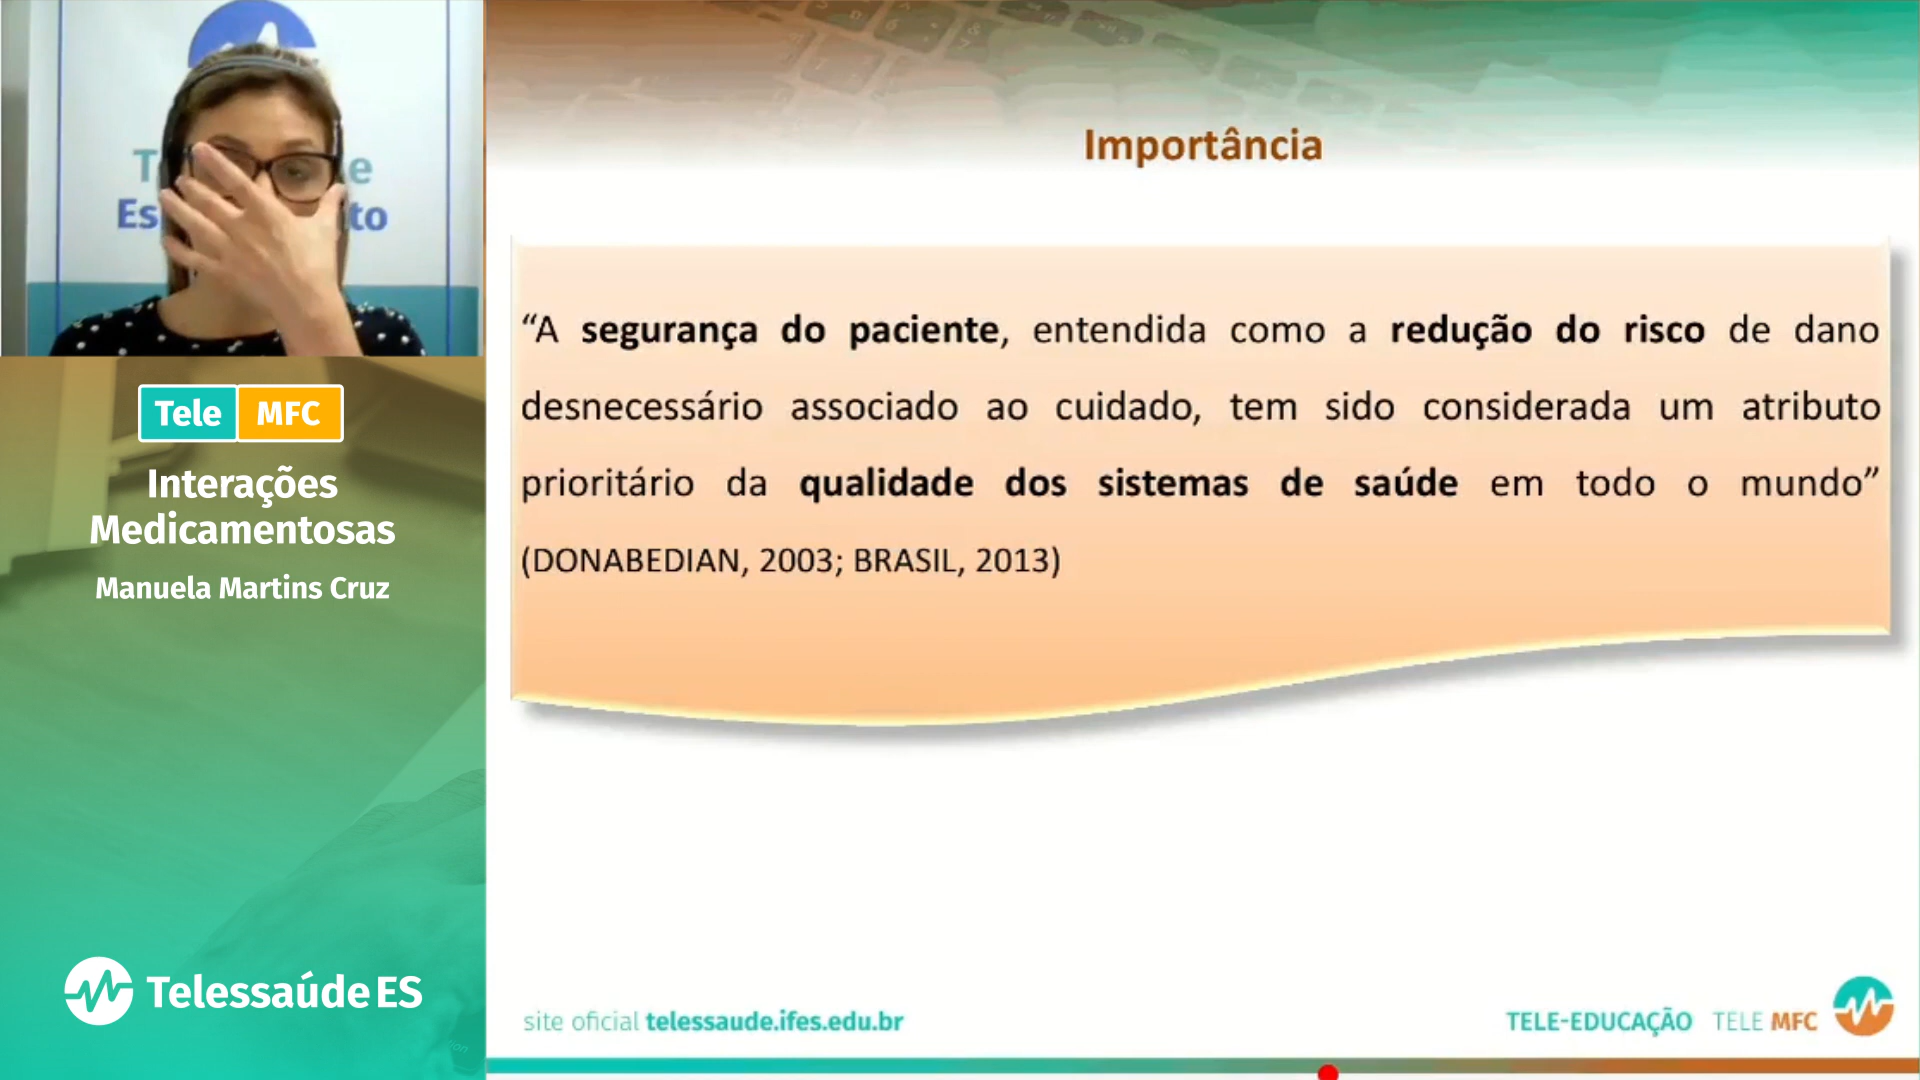 T e
Es to
Tele MFC
Interações
Medicamentosas
Manuela Martins Cruz
TelessaúdeES
Importância
“A segurança do paciente, entendida como a redução do risco de dano
desnecessário associado ao cuidado, tem sido considerada um atributo
prioritário da qualidade dos sistemas de saúde em todo o mundo”
(DONABEDIAN, 2003; BRASIL, 2013)
site oficial telessaude.ifes.edu.br
TELE-EDUCAÇÃO TELE MFC